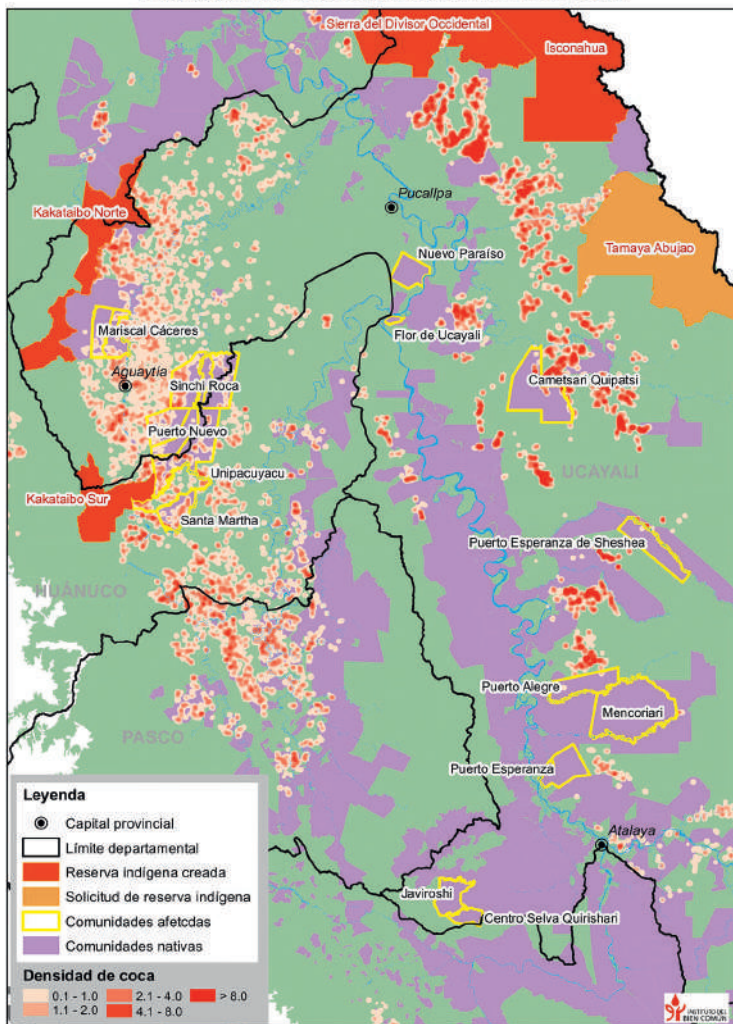 Sierra del Divisor Occidental
Isconahua
Kakataibo Norte
Pucallpa
Tamaya Abujao
Nuevo Paraíso
Mariscal Cáceres
Flor de Ucayali
Aguaytía
Sinchi Roca
Cametsari Quipatsi
Puerto Nuevo
Unipacuyacu
UCAYALI
Kakataibo Sur
Santa Martha
Puerto Esperanza de Sheshea
HUÁNUCO
Puerto Alegre
Mencoriari
PASCO
Puerto Esperanza
Atalaya
Javiroshi
Centro Selva Quirishari
Leyenda
Capital provincial
Límite departamental
Reserva indígena creada
Solicitud de reserva indígena
Comunidades afetcdas
Comunidades nativas
Densidad de coca
0.1 - 1.0 2.1 - 4.0 > 8.0
1.1 - 2.0 4.1 - 8.0
INSTITUTO DEL
BIEN COMÚN